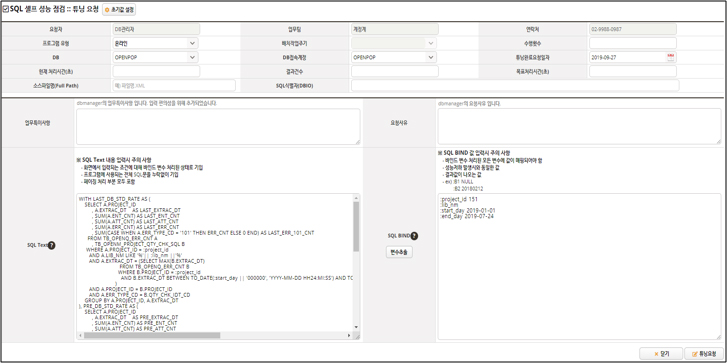 SQL 셀프 성능 점검 :: 튜닝 요청 초기값 설정
요청자 DB관리자 업무팀 계정계 연락처 02-9988-0987
프로그램 유형 온라인 배치작업주기 수행횟수
DB OPENPOP DB접속계정 OPENPOP 튜닝완료요청일자 2019-09-27
현재 처리시간(초) 결과건수 목표처리시간(초)
소스파일명(Full Path) 예) 파일명.XML SQL식별자(DBIO)
업무특이사항 dbmanager의 업무특이사항 입니다. 입력 편의성을 위해 추가되었습니다.
요청사유 dbmanager의 요청사유 입니다.
SQL Text
※ SQL Text 내용 입력시 주의 사항
- 화면에서 입력되는 조건에 대해 바인드 변수 처리된 상태로 기입
- 프로그램에 사용되는 전체 SQL문을 누락없이 기입
- 페이징 처리 부분 모두 포함
WITH LAST_DB_STD_RATE AS (
SELECT A.PROJECT_ID
, A.EXTRAC_DT AS LAST_EXTRAC_DT
, SUM(A.ENT_CNT) AS LAST_ENT_CNT
, SUM(A.ATT_CNT) AS LAST_ATT_CNT
, SUM(A.ERR_CNT) AS LAST_ERR_CNT
, SUM(CASE WHEN A.ERR_TYPE_CD = '101' THEN ERR_CNT ELSE 0 END) AS LAST_ERR_101_CNT
FROM TB_OPENQ_ERR_CNT A
, TB_OPENM_PROJECT_QTY_CHK_SQL B
WHERE A.PROJECT_ID = :project_id
AND A.LIB_NM LIKE '%' || :lib_nm ||'%'
AND A.EXTRAC_DT = (SELECT MAX(B.EXTRAC_DT)
FROM TB_OPENQ_ERR_CNT B
WHERE B.PROJECT_ID = :project_id
AND B.EXTRAC_DT BETWEEN TO_DATE(:start_day || '000000', 'YYYY-MM-DD HH24:MI:SS') AND TO
)
AND A.PROJECT_ID = B.PROJECT_ID
AND A.ERR_TYPE_CD = B.QTY_CHK_IDT_CD
GROUP BY A.PROJECT_ID, A.EXTRAC_DT
), PRE_DB_STD_RATE AS (
SELECT A.PROJECT_ID
, A.EXTRAC_DT AS PRE_EXTRAC_DT
, SUM(A.ENT_CNT) AS PRE_ENT_CNT
, SUM(A.ATT_CNT) AS PRE_ATT_CNT
SQL BIND
변수추출
※ SQL BIND 값 입력시 주의 사항
- 바인드 변수 처리된 모든 변수에 값이 매핑되어야 함
- 성능저하 발생시와 동일한 값
- 결과값이 나오는 값
- ex) :B1 NULL
:B2 20180212
:project_id 151
:lib_nm
:start_day 2019-01-01
:end_day 2019-07-24
닫기 튜닝요청